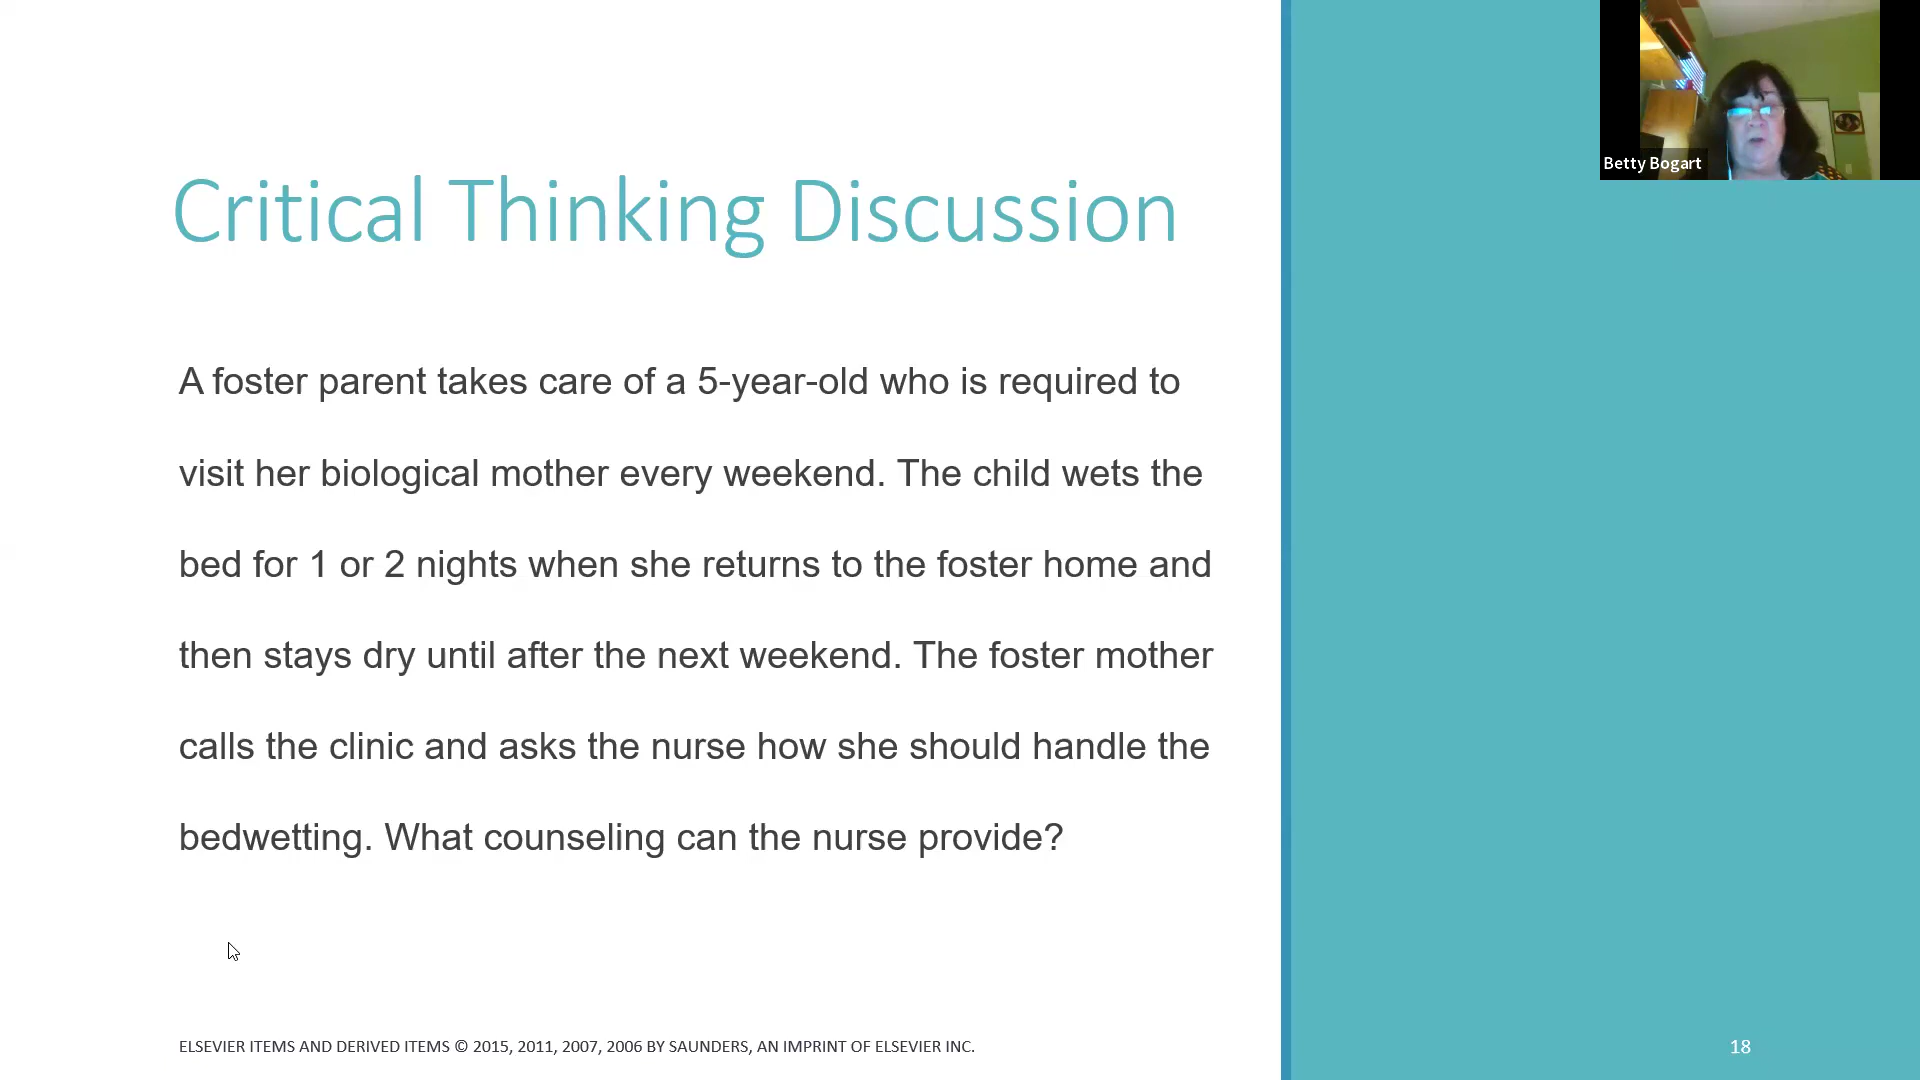 Betty Bogart
Critical Thinking Discussion
A foster parent takes care of a 5-year-old who is required to
visit her biological mother every weekend. The child wets the
bed for 1 or 2 nights when she returns to the foster home and
then stays dry until after the next weekend. The foster mother
calls the clinic and asks the nurse how she should handle the
bedwetting. What counseling can the nurse provide?
ELSEVIER ITEMS AND DERIVED ITEMS © 2015, 2011, 2007, 2006 BY SAUNDERS, AN IMPRINT OF ELSEVIER INC.
18